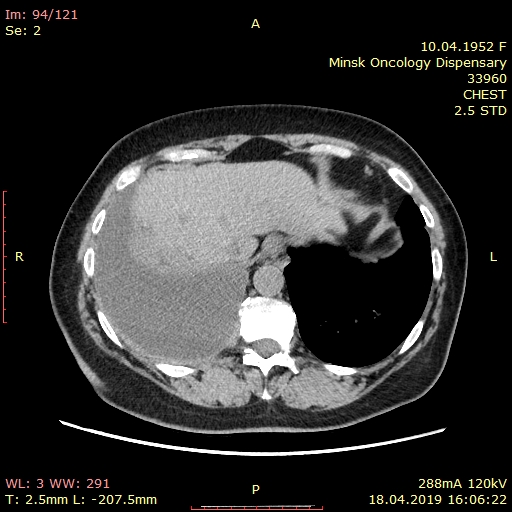 Im: 94/121
Se: 2
A
10.04.1952 F
Minsk Oncology Dispensary
33960
CHEST
2.5 STD
R
L
WL: 3 WW: 291
T: 2.5mm L: -207.5mm
P
288mA 120kV
18.04.2019 16:06:22